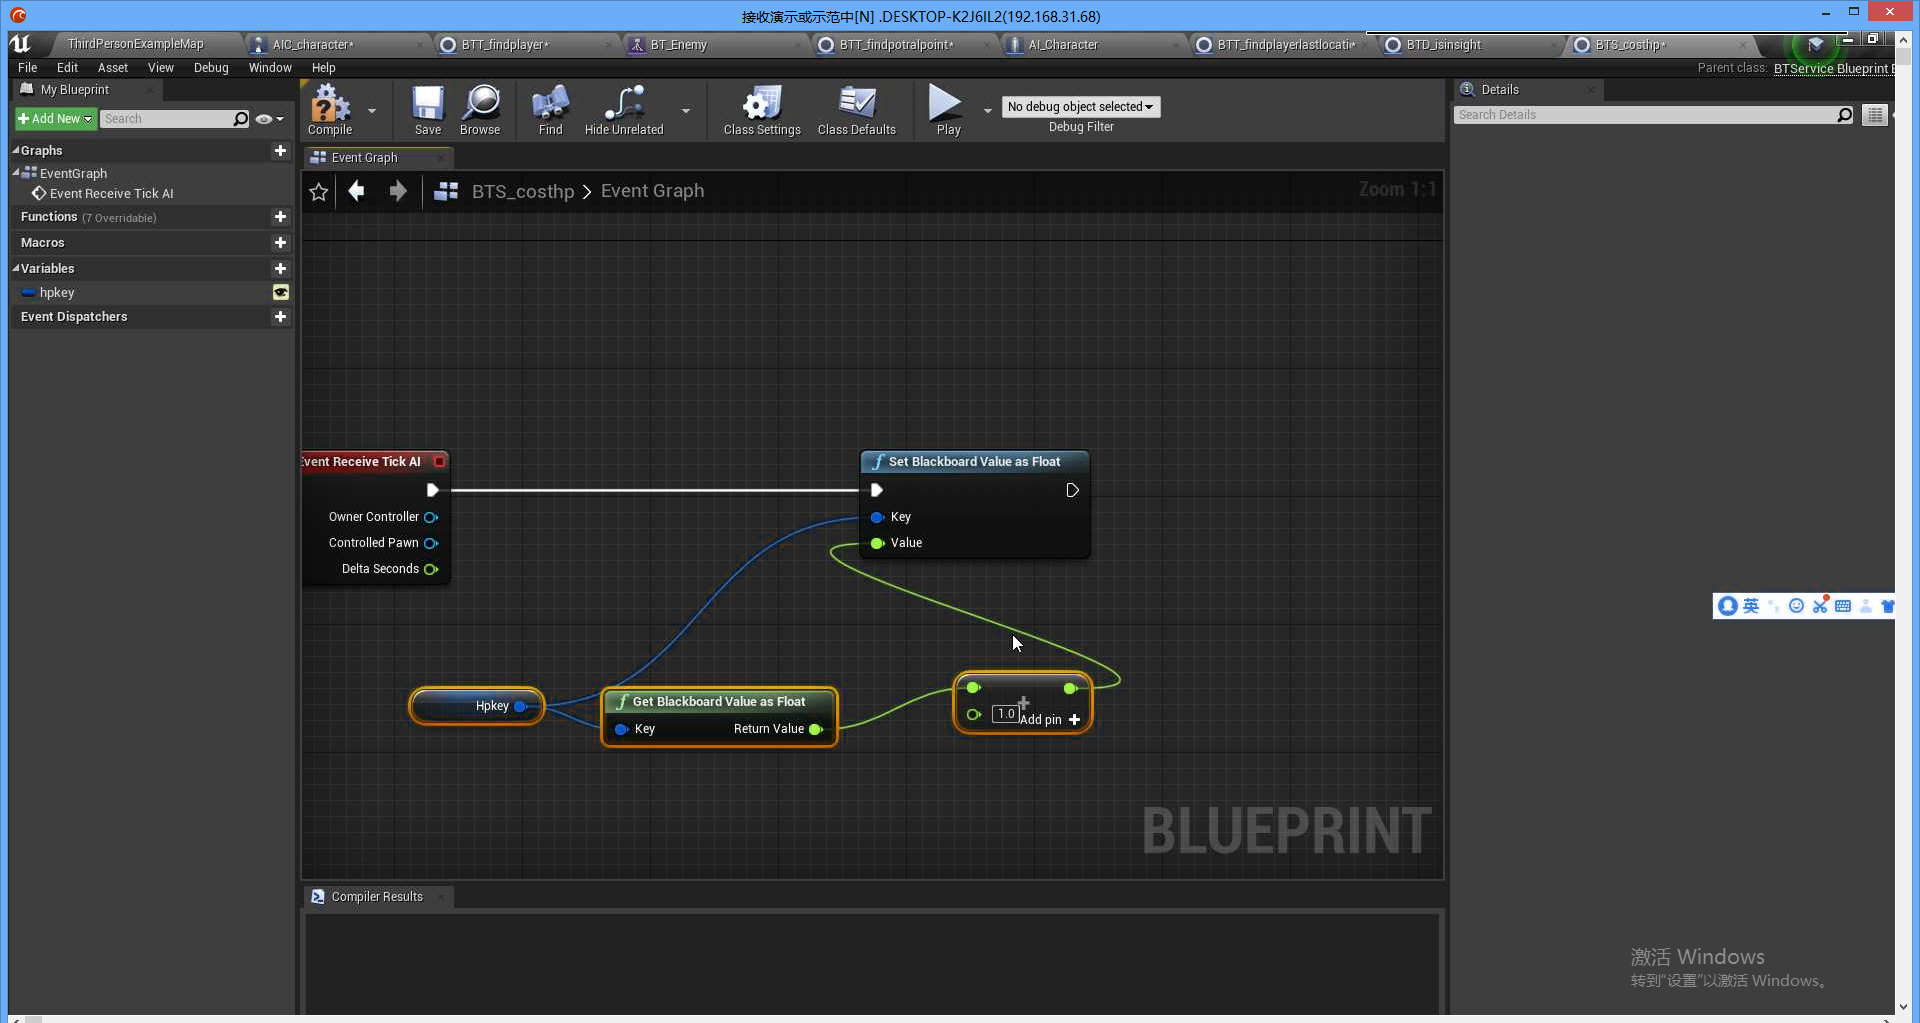 接收演示或示范中[N] .DESKTOP-K2J6IL2(192.168.31.68)
ThirdPersonExampleMap
AIC_character*
BTT_findplayer*
BT_Enemy
BTT_findpotralpoint*
AI_Character
BTT_findplayerlastlocati*
BTD_isinsight
BTS_costhp*
File Edit Asset View Debug Window Help
Parent class: BTService Blueprint B
My Blueprint
Add New
Search
Graphs
EventGraph
Event Receive Tick AI
Functions (7 Overridable)
Macros
Variables
hpkey
Event Dispatchers
Compile
Save
Browse
Find
Hide Unrelated
Class Settings
Class Defaults
Play
No debug object selected
Debug Filter
Event Graph
BTS_costhp > Event Graph
Zoom 1:1
Event Receive Tick AI
Owner Controller
Controlled Pawn
Delta Seconds
Set Blackboard Value as Float
Key
Value
Hpkey
Get Blackboard Value as Float
Key
Return Value
1.0
Add pin
BLUEPRINT
Compiler Results
Details
Search Details
英
激活 Windows
转到"设置"以激活 Windows。